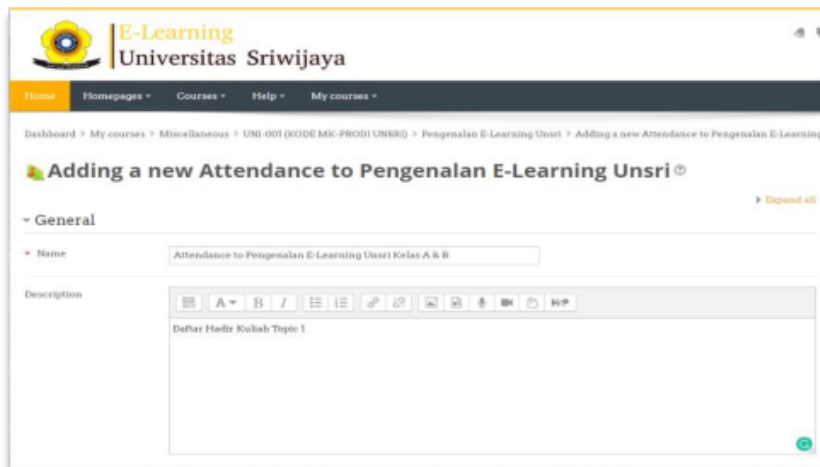 E-Learning
Universitas Sriwijaya
Home Homepages Courses Help My courses
Dashboard > My courses > Miscellaneous > UNI-001 (KODE MK-PRODI UNSRI) > Pengenalan E-Learning Unsri > Adding a new Attendance to Pengenalan E-Learning
Adding a new Attendance to Pengenalan E-Learning Unsri
Expand all
General
* Name Attendance to Pengenalan E-Learning Unsri Kelas A & B
Description
A B I H-P
Daftar Hadir Kuliah Topic 1